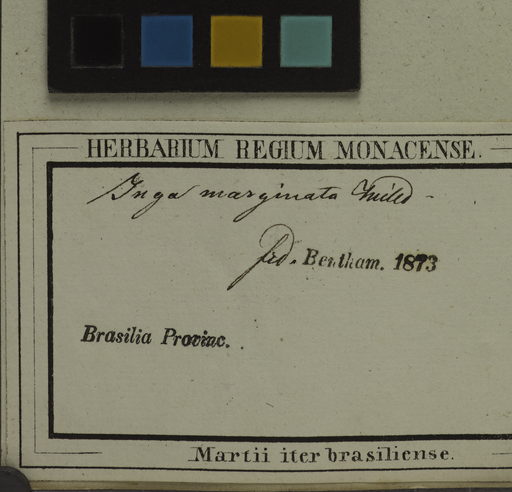 HERBARIUM REGIUM MONACENSE.
Inga marginata Willd
fid. Bentham. 1873
Brasilia Provinc.
Martii iter brasiliense.